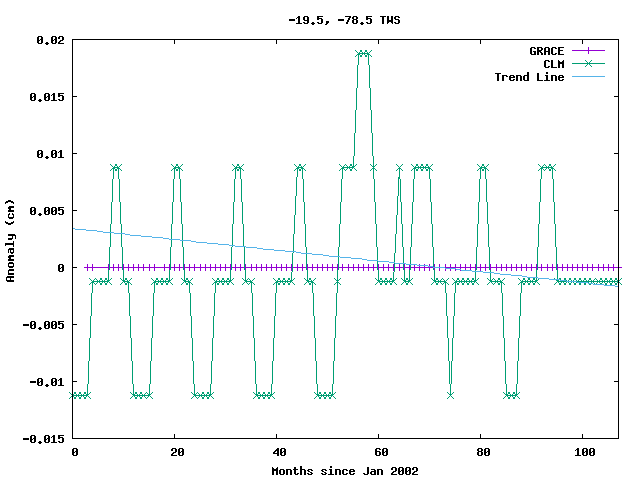 -19.5, -78.5 TWS
GRACE
CLM
Trend Line
0.02
0.015
0.01
0.005
0
-0.005
-0.01
-0.015
Anomaly (cm)
0 20 40 60 80 100
Months since Jan 2002